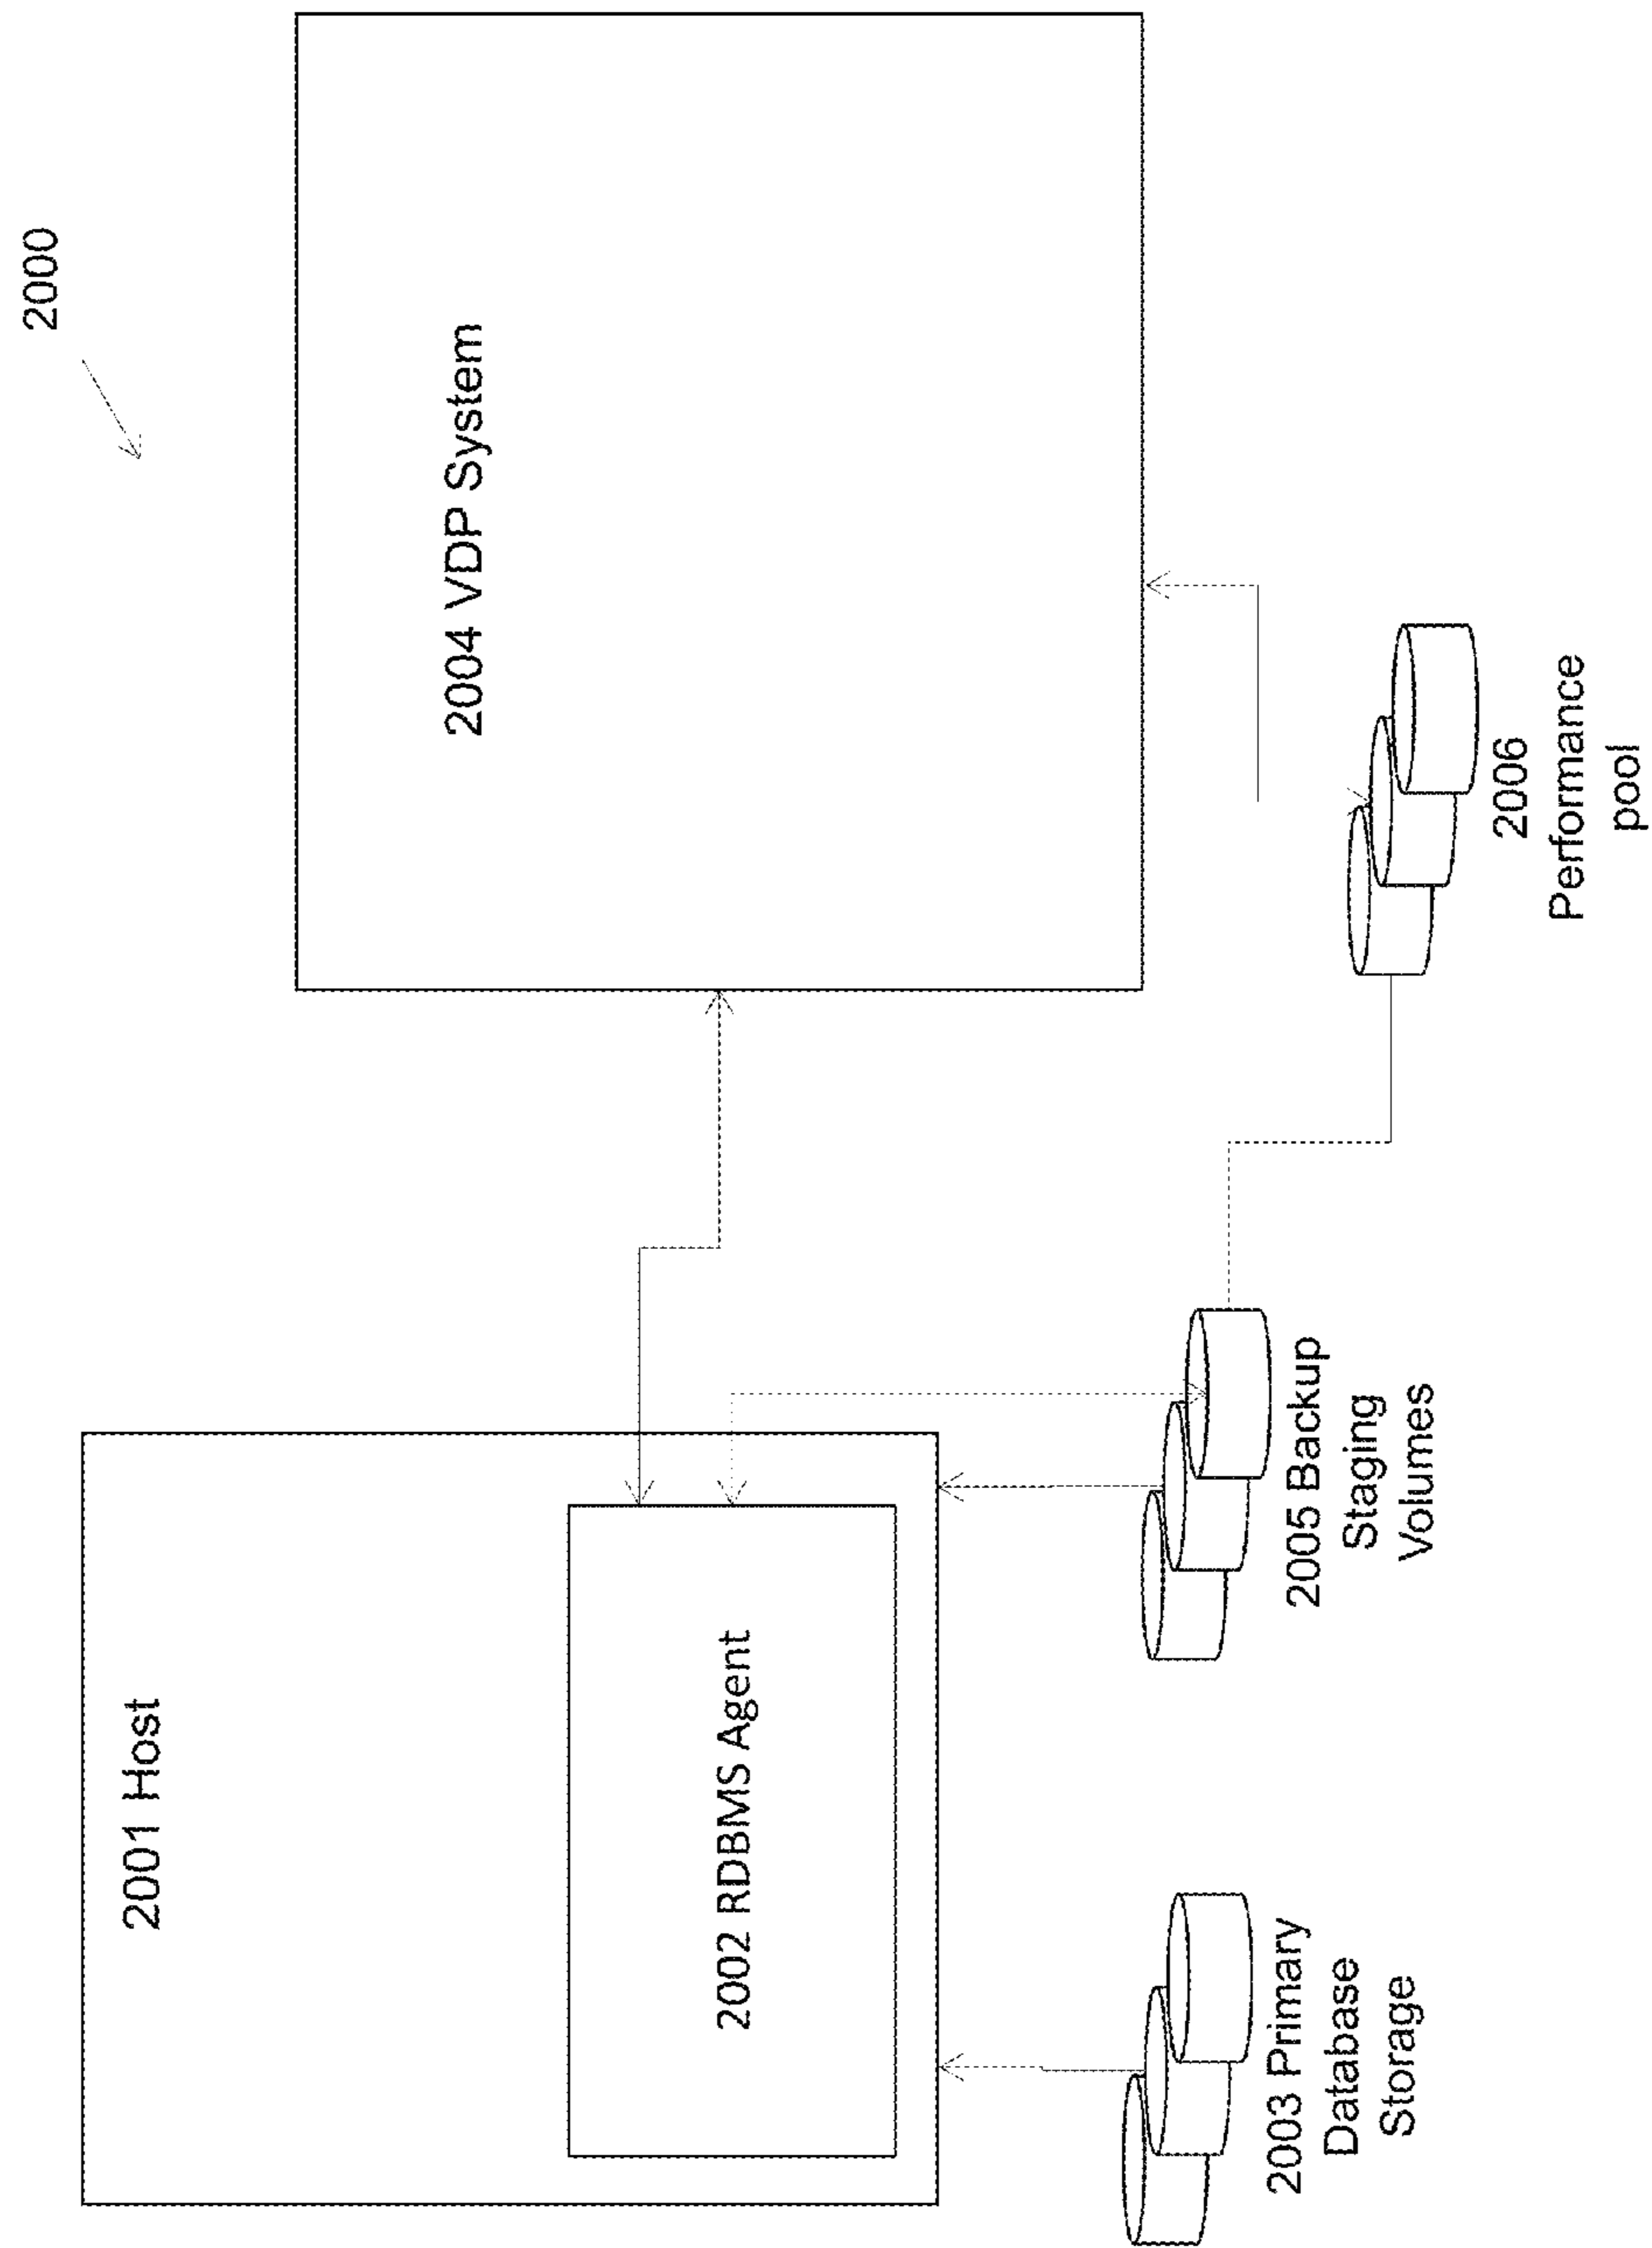 2000
2001 Host
2004 VDP System
2002 RDBMS Agent
2003 Primary
Database
Storage
2005 Backup
Staging
Volumes
2006
Performance
pool